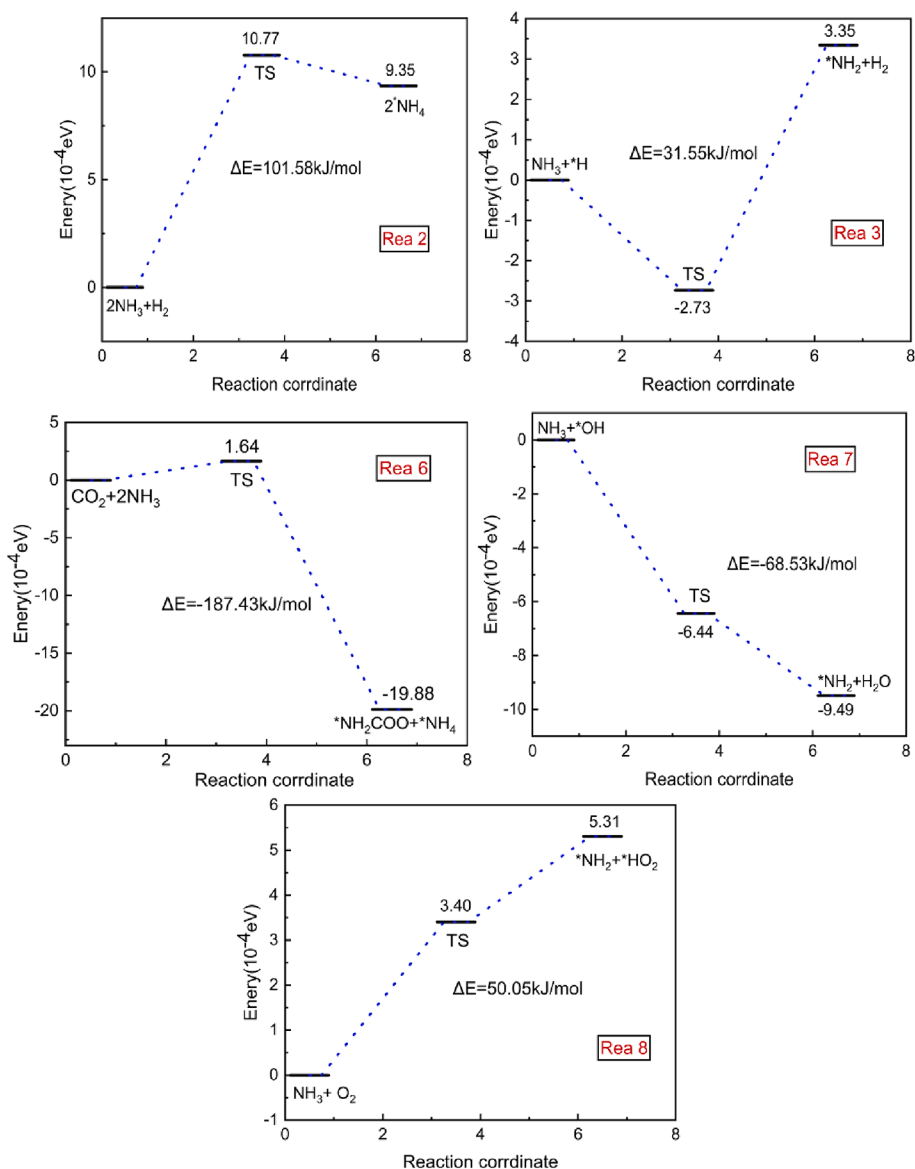 10.77
TS
9.35
2*NH4
ΔE=101.58kJ/mol
Rea 2
2NH3+H2
10
5
0
Enery(10-4eV)
0 2 4 6 8
Reaction corrdinate
3.35
*NH2+H2
NH3+*H
ΔE=31.55kJ/mol
Rea 3
TS
-2.73
4
3
2
1
0
-1
-2
-3
-4
Enery(10-4eV)
0 2 4 6 8
Reaction corrdinate
1.64
TS
Rea 6
CO2+2NH3
ΔE=-187.43kJ/mol
-19.88
*NH2COO+*NH4
5
0
-5
-10
-15
-20
Enery(10-4eV)
0 2 4 6 8
Reaction corrdinate
NH3+*OH
Rea 7
ΔE=-68.53kJ/mol
TS
-6.44
*NH2+H2O
-9.49
0
-2
-4
-6
-8
-10
Enery(10-4eV)
0 2 4 6 8
Reaction corrdinate
5.31
*NH2+*HO2
3.40
TS
ΔE=50.05kJ/mol
Rea 8
NH3+ O2
6
5
4
3
2
1
0
-1
Enery(10-4eV)
0 2 4 6 8
Reaction corrdinate